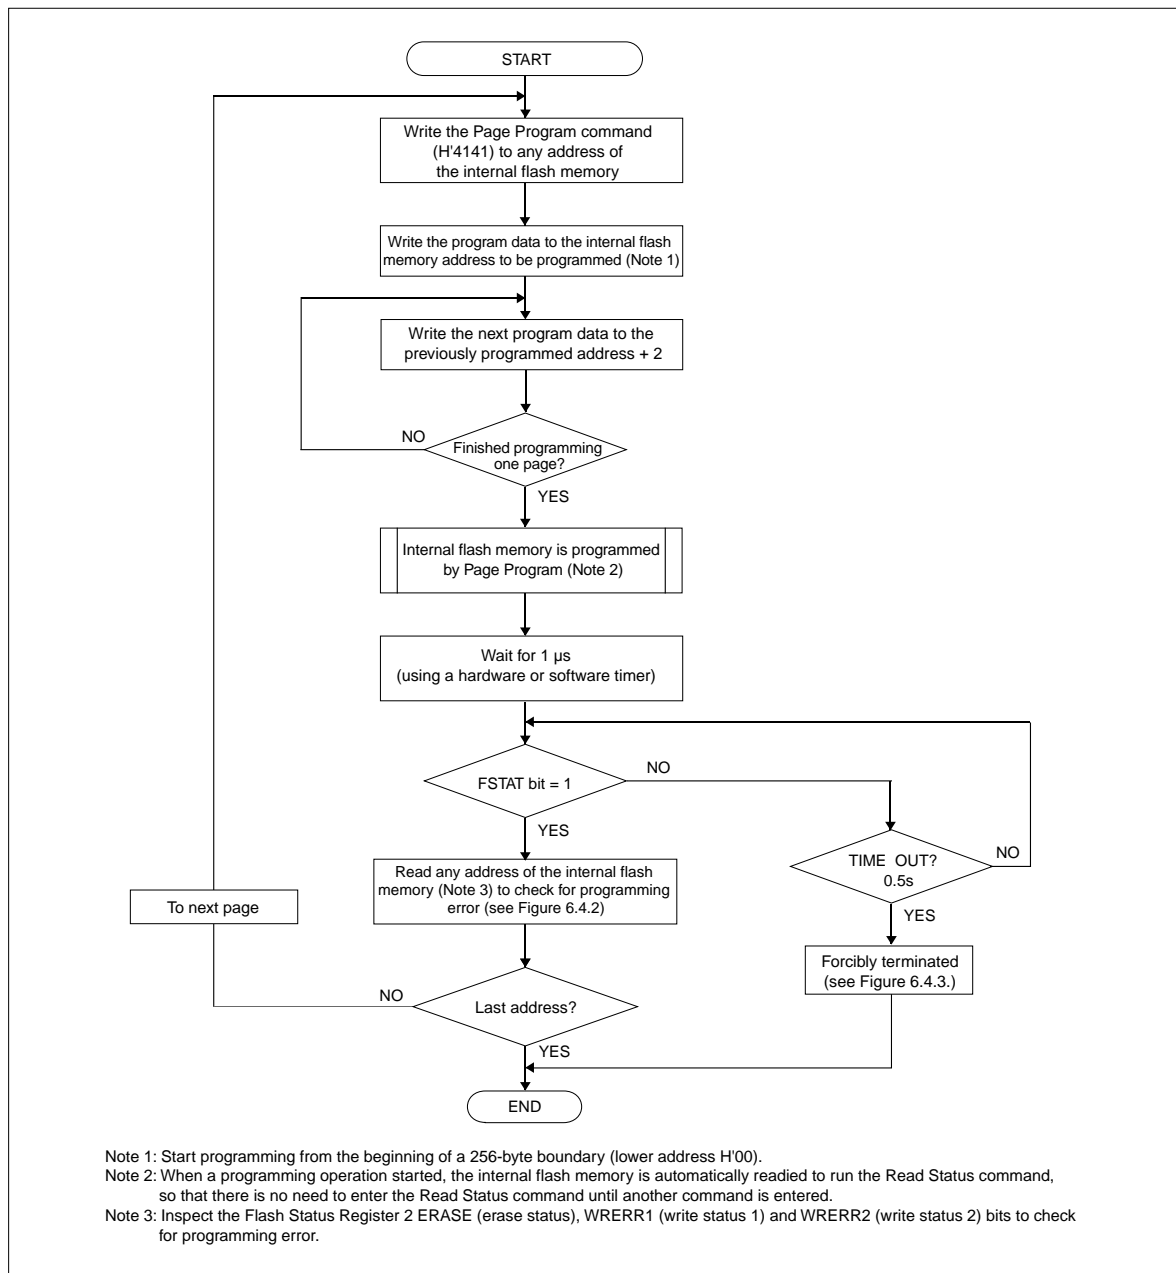 START
Write the Page Program command
(H'4141) to any address of
the internal flash memory
Write the program data to the internal flash
memory address to be programmed (Note 1)
Write the next program data to the
previously programmed address + 2
NO
Finished programming
one page?
YES
Internal flash memory is programmed
by Page Program (Note 2)
Wait for 1 µs
(using a hardware or software timer)
FSTAT bit = 1
NO
YES
TIME OUT?
0.5s
NO
YES
Read any address of the internal flash
memory (Note 3) to check for programming
error (see Figure 6.4.2)
To next page
Forcibly terminated
(see Figure 6.4.3.)
NO
Last address?
YES
END
Note 1: Start programming from the beginning of a 256-byte boundary (lower address H'00).
Note 2: When a programming operation started, the internal flash memory is automatically readied to run the Read Status command,
so that there is no need to enter the Read Status command until another command is entered.
Note 3: Inspect the Flash Status Register 2 ERASE (erase status), WRERR1 (write status 1) and WRERR2 (write status 2) bits to check
for programming error.